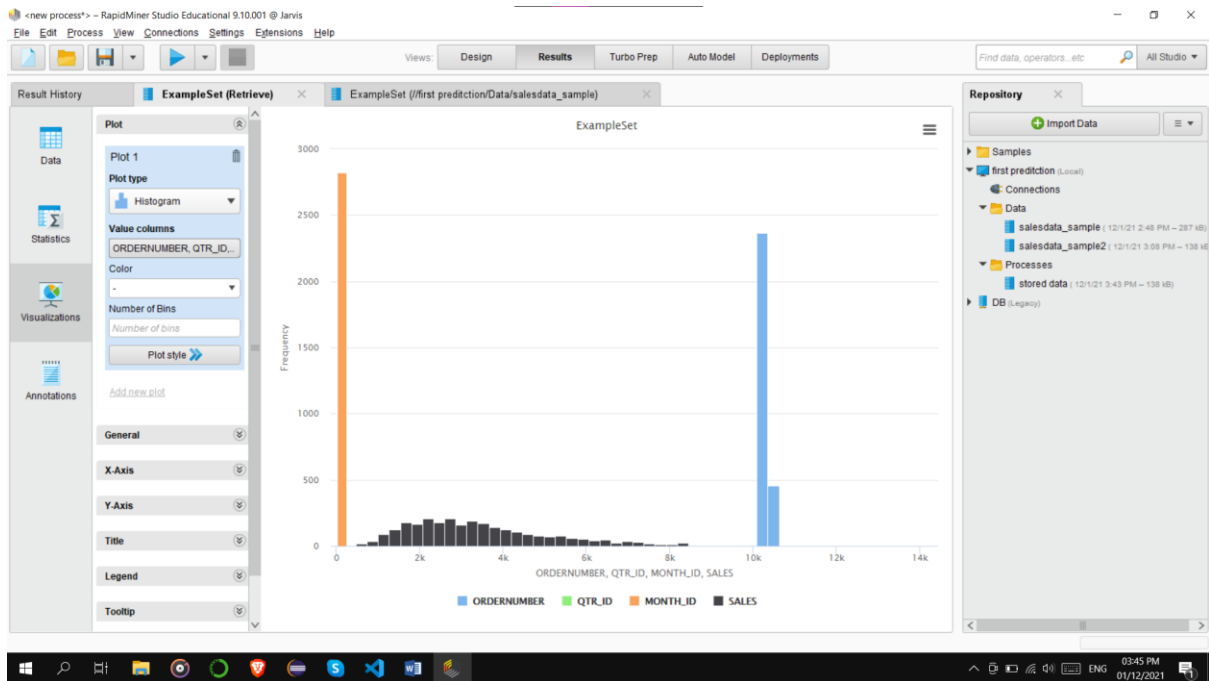 <new process*> – RapidMiner Studio Educational 9.10.001 @ Jarvis
File Edit Process View Connections Settings Extensions Help
Views: Design Results Turbo Prep Auto Model Deployments
Find data, operators...etc All Studio
Result History
ExampleSet (Retrieve)
ExampleSet (//first preditction/Data/salesdata_sample)
Repository
Data
Statistics
Visualizations
Annotations
Plot
Plot 1
Plot type
Histogram
Value columns
ORDERNUMBER, QTR_ID,...
Color
-
Number of Bins
Number of bins
Plot style
Add new plot
General
X-Axis
Y-Axis
Title
Legend
Tooltip
ExampleSet
3000
2500
2000
1500
1000
500
0
Frequency
0 2k 4k 6k 8k 10k 12k 14k
ORDERNUMBER, QTR_ID, MONTH_ID, SALES
ORDERNUMBER QTR_ID MONTH_ID SALES
Import Data
Samples
first preditction (Local)
Connections
Data
salesdata_sample (12/1/21 2:48 PM – 287 kB)
salesdata_sample2 (12/1/21 3:08 PM – 138 kB
Processes
stored data (12/1/21 3:43 PM – 138 kB)
DB (Legacy)
ENG
03:45 PM
01/12/2021
1